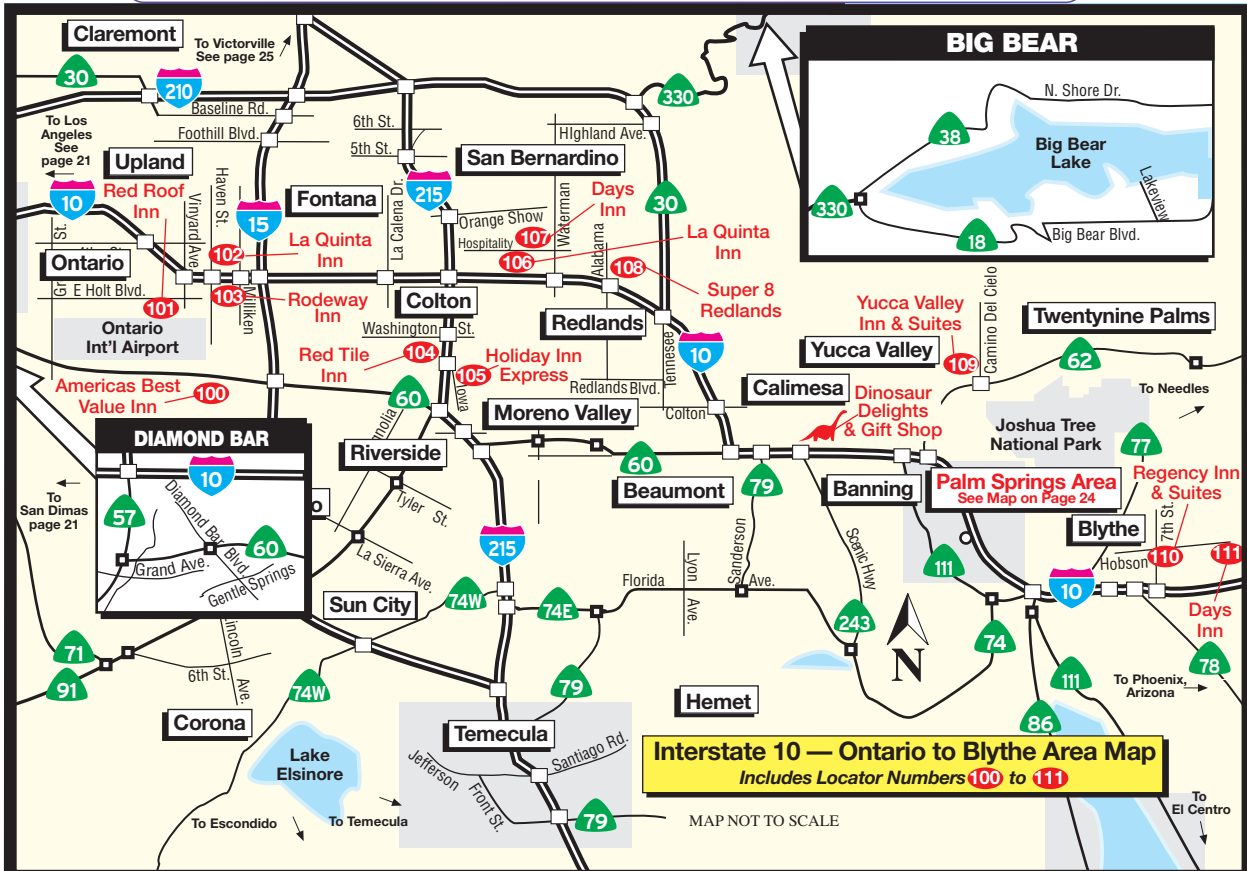 Claremont
To Victorville
See page 25
30
210
Baseline Rd.
Foothill Blvd.
To Los
Angeles
See
page 21
Upland
Red Roof
Inn
10
Vinyard Ave
Haven St.
15
Fontana
La Cadena Dr.
6th St.
5th St.
215
San Bernardino
330
HIghland Ave.
30
Waterman
Orange Show
Hospitality
Days
Inn
107
106
La Quinta
Inn
Alabama
108
Super 8
Redlands
102
La Quinta
Inn
Ontario
St.
E Holt Blvd.
101
103
Rodeway
Inn
Milliken
Ontario
Int'l Airport
Colton
Washington
St.
Red Tile
Inn
104
105
Holiday Inn
Express
Iowa
Redlands
Tennessee
10
Redlands Blvd.
Colton
Calimesa
Americas Best
Value Inn
100
60
Moreno Valley
Riverside
Tyler St.
La Sierra Ave.
60
Beaumont
79
Dinosaur
Delights
& Gift Shop
Banning
BIG BEAR
N. Shore Dr.
38
Big Bear
Lake
Lakeview
330
18
Big Bear Blvd.
Yucca Valley
Inn & Suites
109
Yucca Valley
Camino Del Cielo
Twentynine Palms
62
To Needles
Joshua Tree
National Park
77
Palm Springs Area
See Map on Page 24
Regency Inn
& Suites
Blythe
7th St.
Hobson
110
111
Days
Inn
10
78
To Phoenix,
Arizona
DIAMOND BAR
10
57
Diamond Bar Blvd.
60
Grand Ave.
Gentle Springs
To
San Dimas
page 21
215
Sun City
74W
74E
Florida
Ave.
Lyon
Ave.
Sanderson
Scenic Hwy
111
243
74
N
111
86
71
91
6th St.
Lincoln
Ave.
74W
Corona
79
Hemet
Temecula
Lake
Elsinore
Jefferson
Front St.
Santiago Rd.
79
To Escondido
To Temecula
MAP NOT TO SCALE
Interstate 10 — Ontario to Blythe Area Map
Includes Locator Numbers 100 to 111
To
El Centro